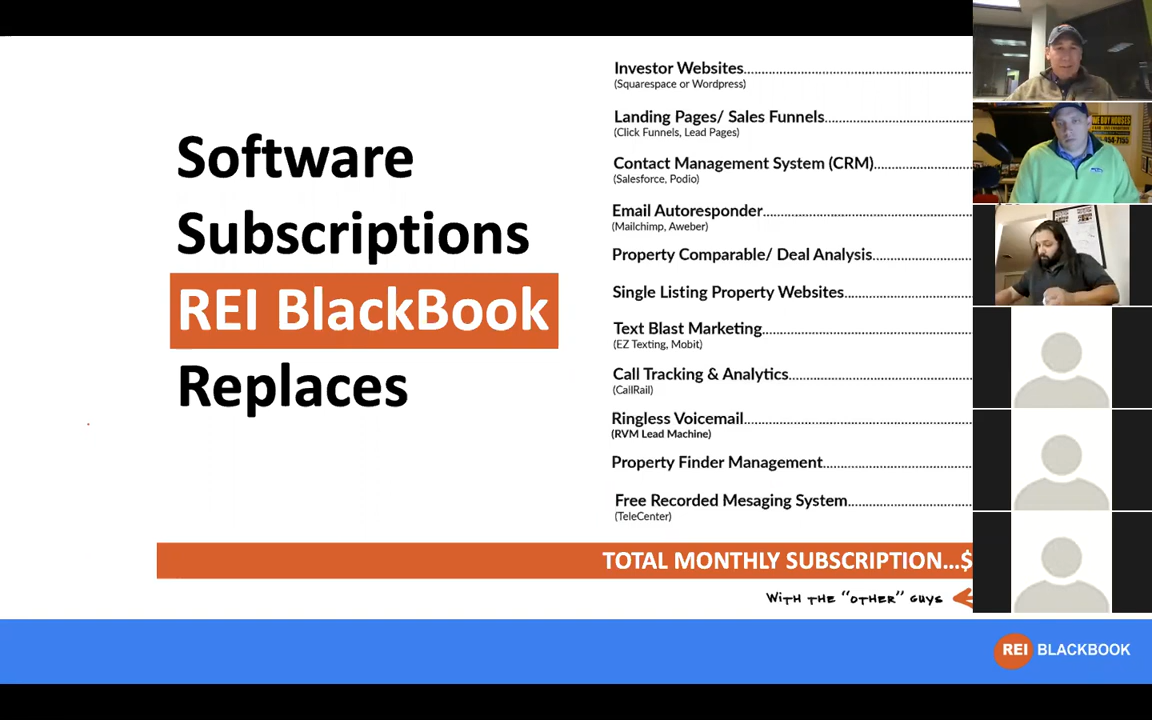 Software
Subscriptions
REI BlackBook
Replaces
Investor Websites
(Squarespace or Wordpress)
Landing Pages/ Sales Funnels
(Click Funnels, Lead Pages)
Contact Management System (CRM)
(Salesforce, Podio)
Email Autoresponder
(Mailchimp, Aweber)
Property Comparable/ Deal Analysis
Single Listing Property Websites
Text Blast Marketing
(EZ Texting, Mobit)
Call Tracking & Analytics
(CallRail)
Ringless Voicemail
(RVM Lead Machine)
Property Finder Management
Free Recorded Mesaging System
(TeleCenter)
TOTAL MONTHLY SUBSCRIPTION...$
WITH THE "OTHER" GUYS
REI BLACKBOOK
WE BUY HOUSES